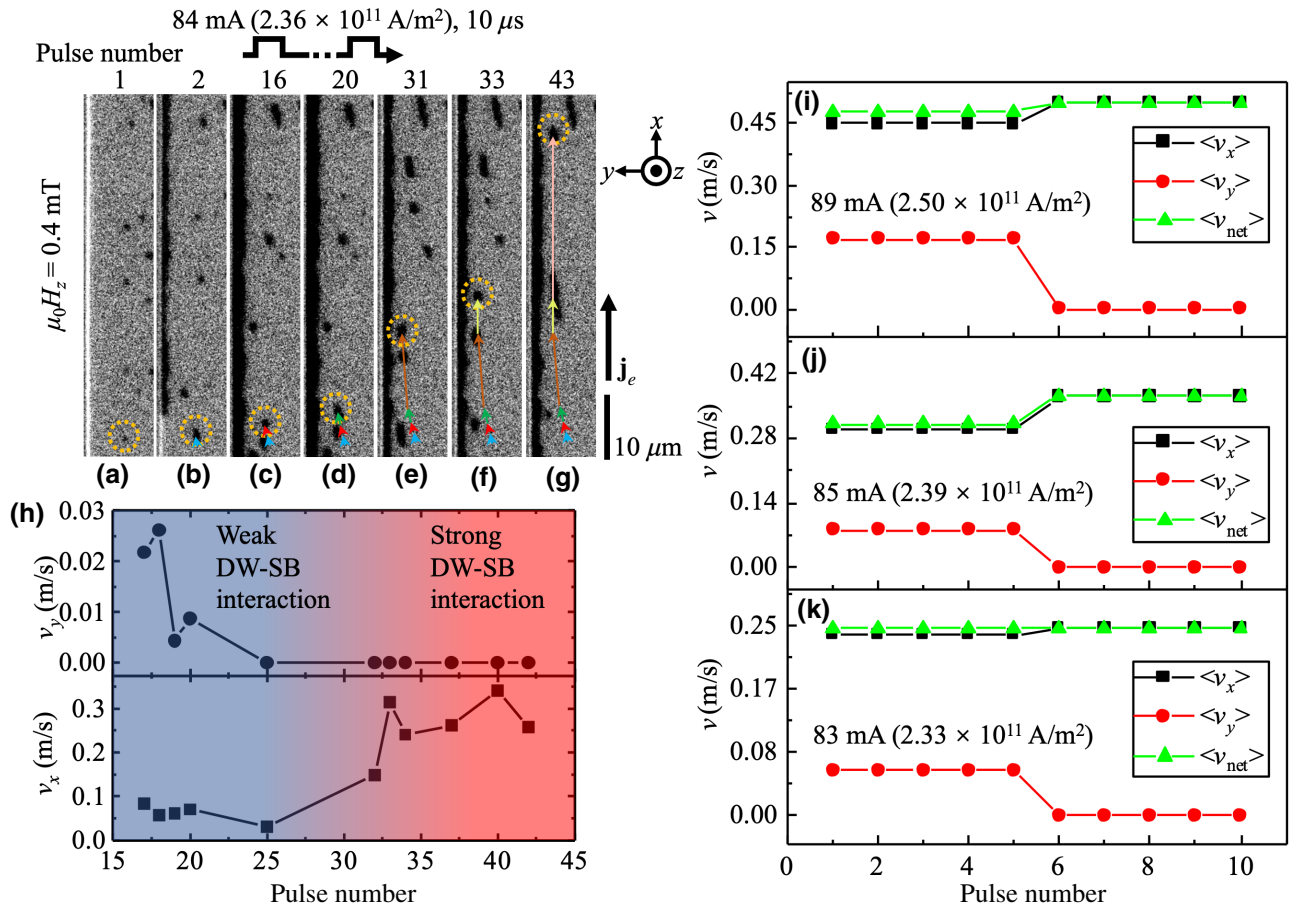 84 mA (2.36 × 10¹¹ A/m²), 10 μs
Pulse number
1 2 16 20 31 33 43
μ₀H_z = 0.4 mT
x
y
z
j_e
10 μm
(a) (b) (c) (d) (e) (f) (g)
(h)
0.03
0.02
0.01
0.00
v_y (m/s)
Weak
DW-SB
interaction
Strong
DW-SB
interaction
0.3
0.2
0.1
0.0
v_x (m/s)
15 20 25 30 35 40 45
Pulse number
(i)
0.45
0.30
0.15
0.00
v (m/s)
89 mA (2.50 × 10¹¹ A/m²)
<v_x>
<v_y>
<v_net>
(j)
0.42
0.28
0.14
0.00
v (m/s)
85 mA (2.39 × 10¹¹ A/m²)
<v_x>
<v_y>
<v_net>
(k)
0.25
0.17
0.08
0.00
v (m/s)
83 mA (2.33 × 10¹¹ A/m²)
<v_x>
<v_y>
<v_net>
0 2 4 6 8 10
Pulse number